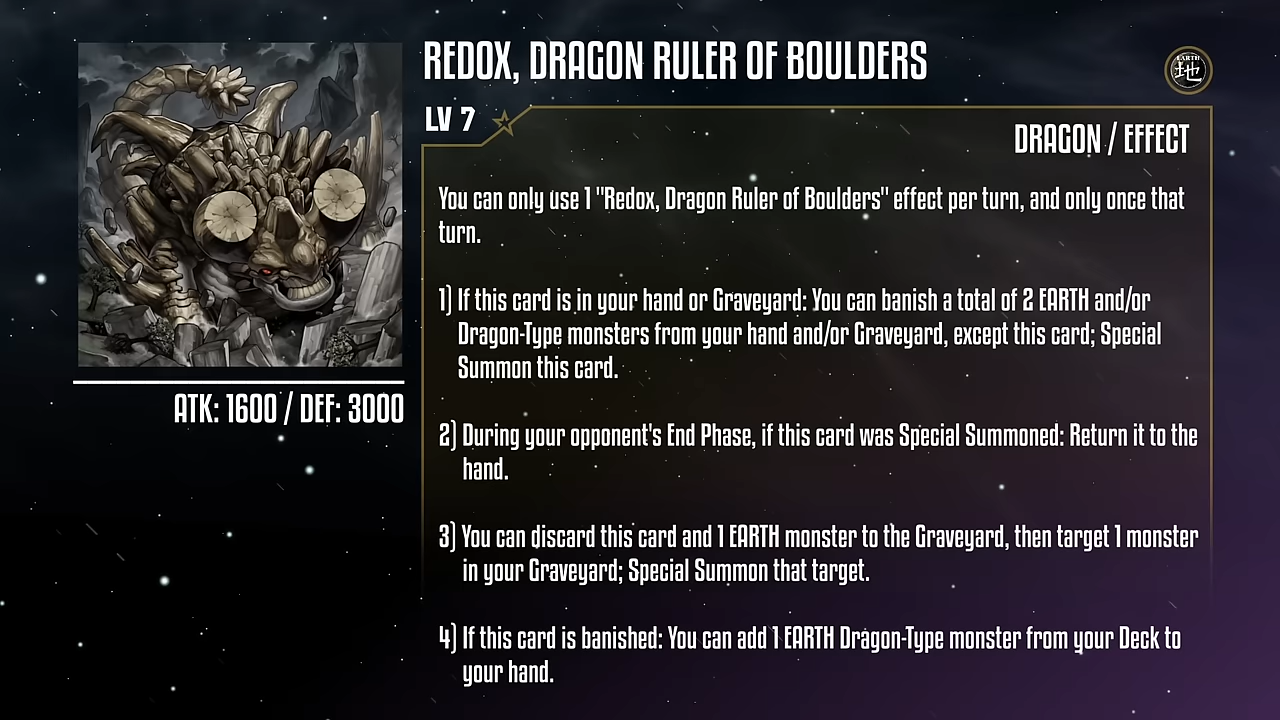 REDOX, DRAGON RULER OF BOULDERS
EARTH
地
LV 7
DRAGON / EFFECT
You can only use 1 "Redox, Dragon Ruler of Boulders" effect per turn, and only once that
turn.
1) If this card is in your hand or Graveyard: You can banish a total of 2 EARTH and/or
Dragon-Type monsters from your hand and/or Graveyard, except this card; Special
Summon this card.
ATK: 1600 / DEF: 3000
2) During your opponent's End Phase, if this card was Special Summoned: Return it to the
hand.
3) You can discard this card and 1 EARTH monster to the Graveyard, then target 1 monster
in your Graveyard; Special Summon that target.
4) If this card is banished: You can add 1 EARTH Dragon-Type monster from your Deck to
your hand.